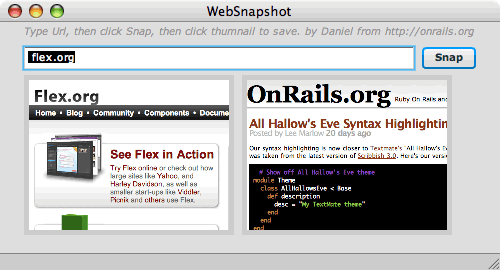 WebSnapshot
Type Url, then click Snap, then click thumnail to save. by Daniel from http://onrails.org
flex.org
Snap
Flex.org
Home • Blog • Community • Components • Docume
See Flex in Action
Try Flex online or check out how
large sites like Yahoo, and
Harley Davidson, as well as
smaller start-ups like Viddler,
Picnik and others use Flex.
OnRails.org
Ruby On Rails an
All Hallow's Eve Syntax Highlightin
Posted by Lee Marlow 20 days ago
Our syntax highlighting is now closer to Textmate's "All Hallow's E
was taken from the latest version of Scribbish 3.0. Here's our vers
# Show off All Hallow's Eve theme
module Theme
class AllHallowsEve < Base
def description
desc = "My TextMate theme"
end
end